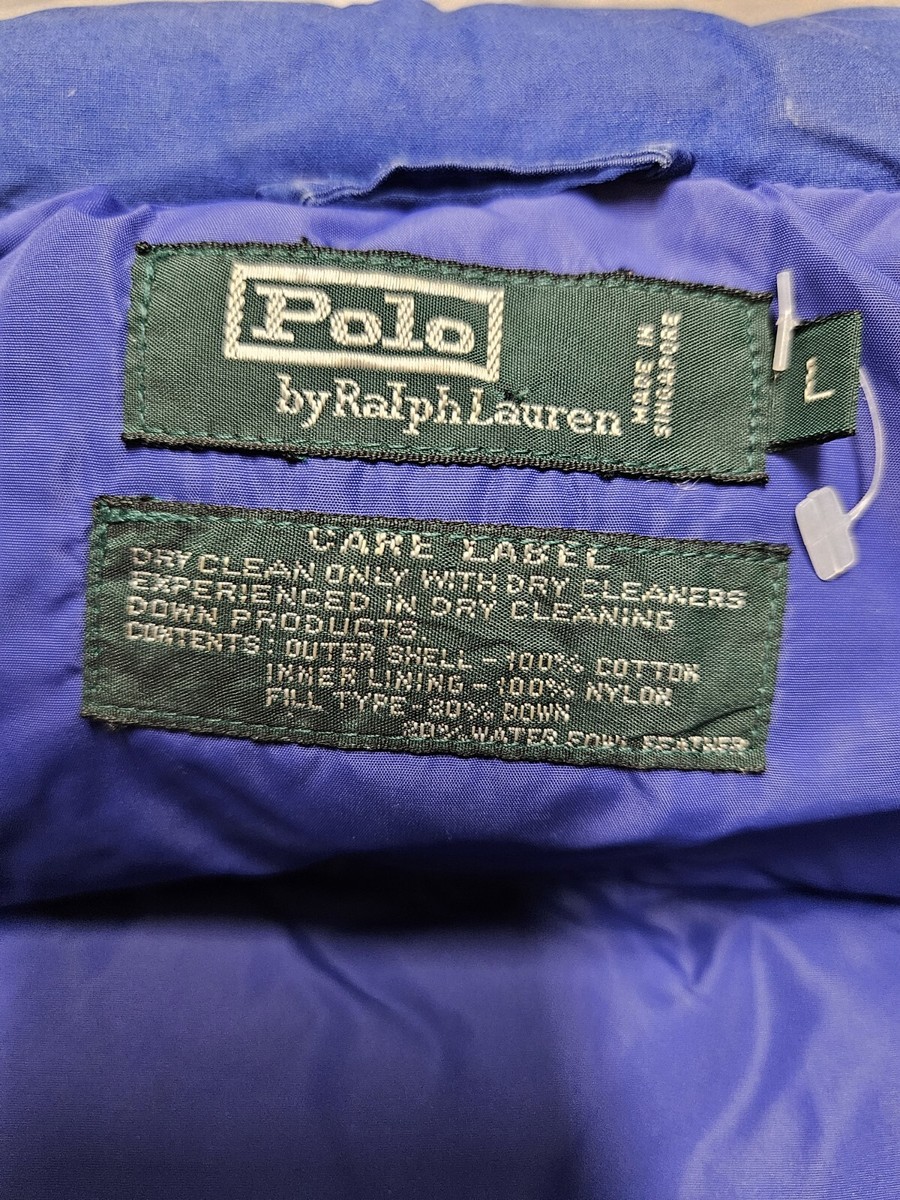 Polo
by Ralph Lauren
MADE IN
SINGAPORE
L
CARE LABEL
DRY CLEAN ONLY WITH DRY CLEANERS
EXPERIENCED IN DRY CLEANING
DOWN PRODUCTS.
CONTENTS: OUTER SHELL - 100% COTTON
INNER LINING - 100% NYLON
FILL TYPE - 80% DOWN
20% WATER FOWL FEATHER